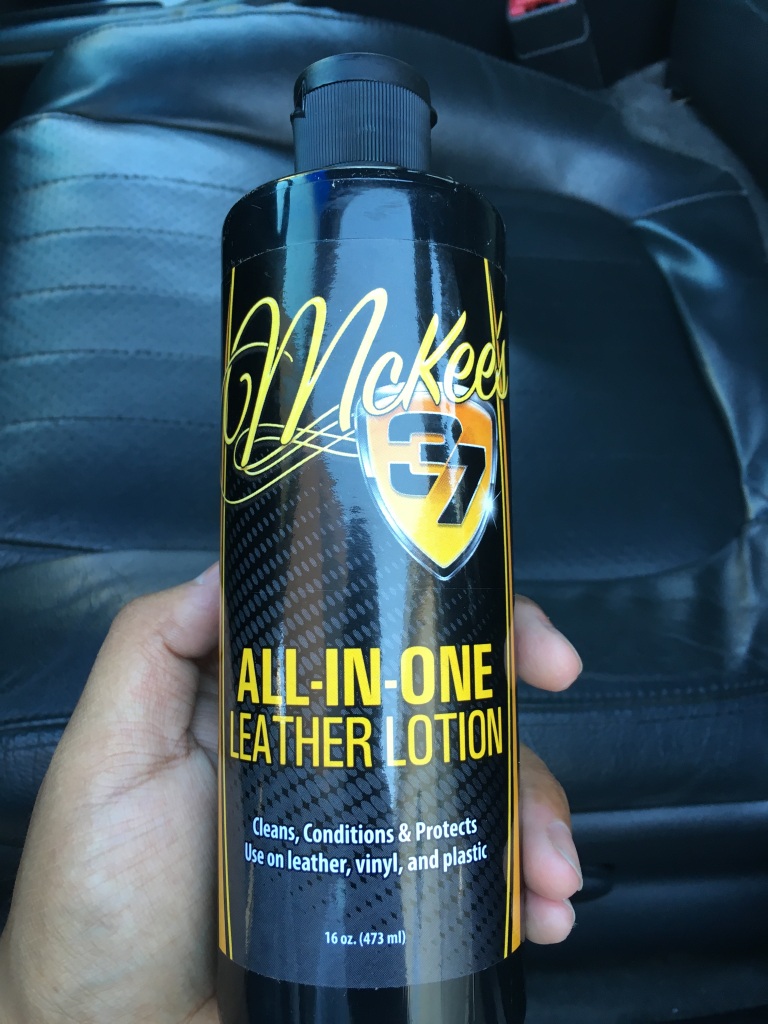 McKee's
37
ALL-IN-ONE
LEATHER LOTION
Cleans, Conditions & Protects
Use on leather, vinyl, and plastic
16 oz. (473 ml)